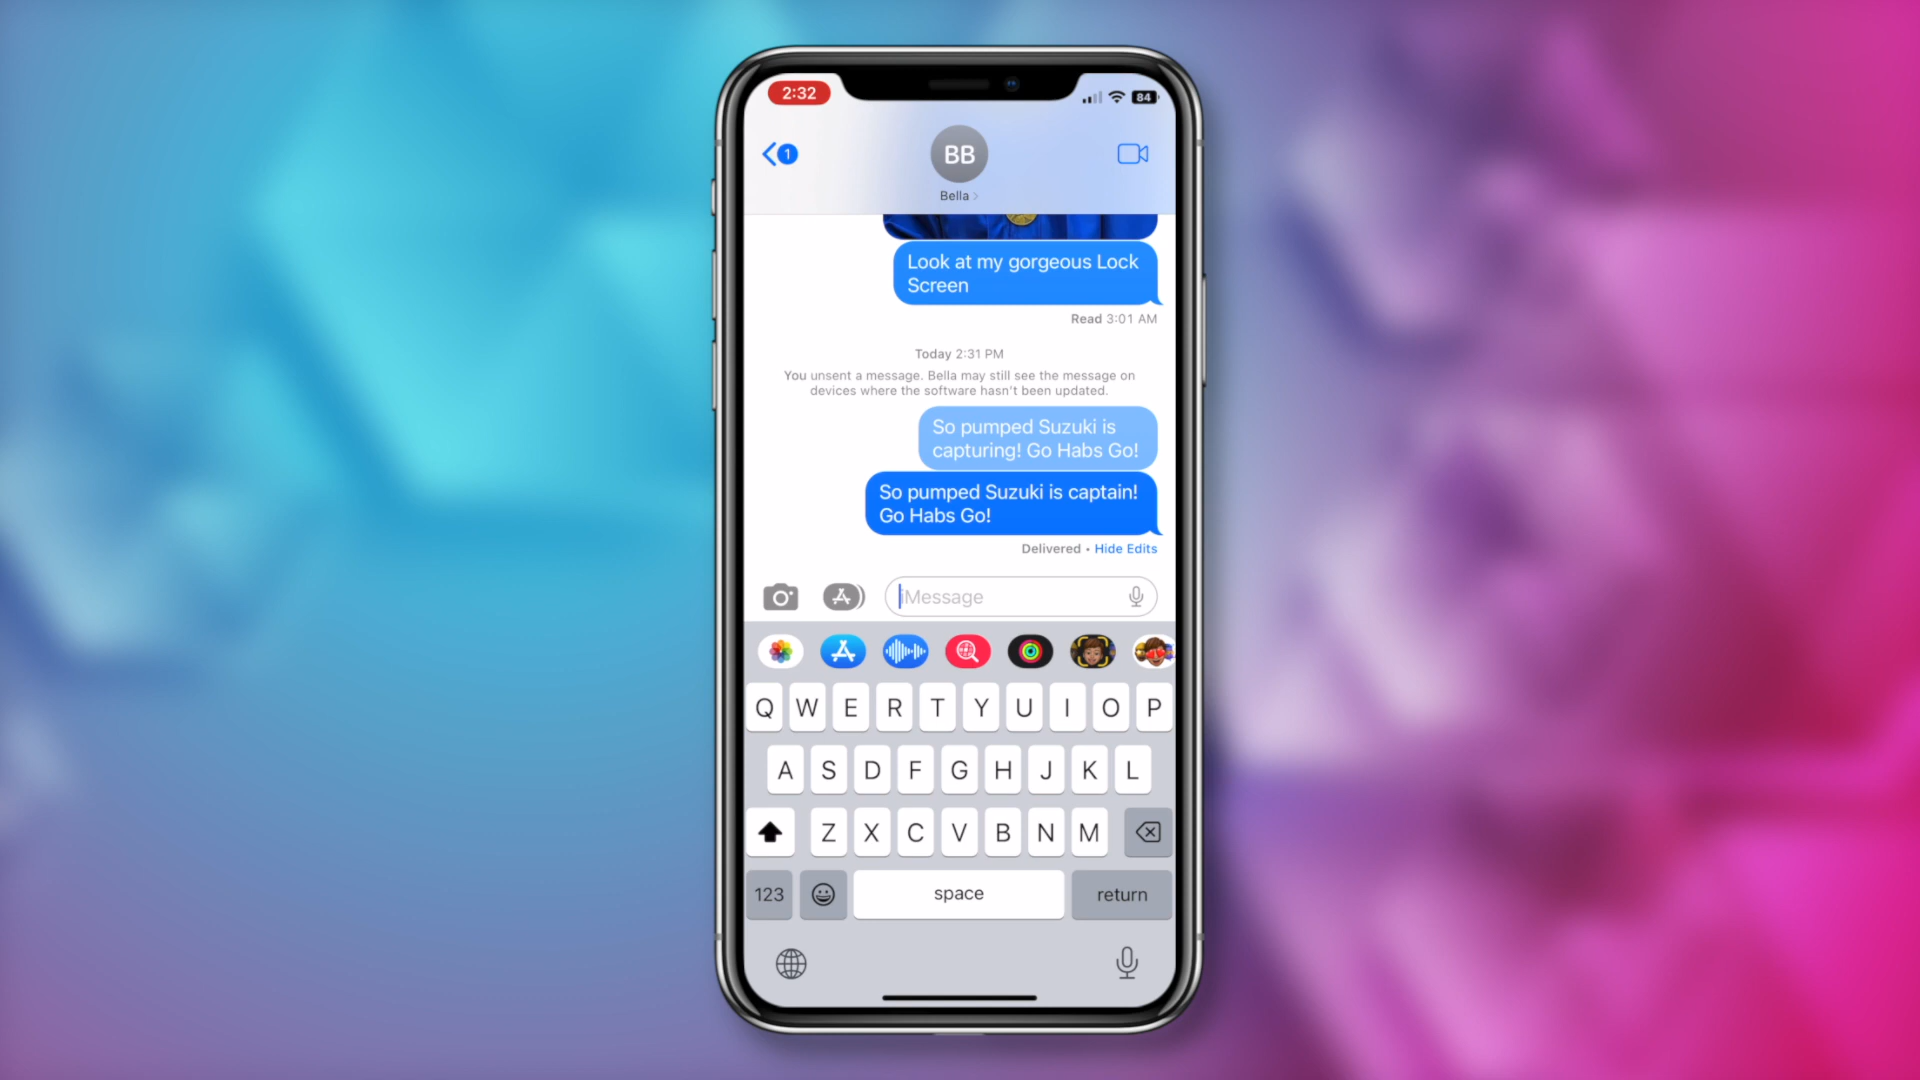 2:32
84
1
BB
Bella
Look at my gorgeous Lock
Screen
Read 3:01 AM
Today 2:31 PM
You unsent a message. Bella may still see the message on
devices where the software hasn't been updated.
So pumped Suzuki is
capturing! Go Habs Go!
So pumped Suzuki is captain!
Go Habs Go!
Delivered • Hide Edits
iMessage
Q W E R T Y U I O P
A S D F G H J K L
Z X C V B N M
123 space return